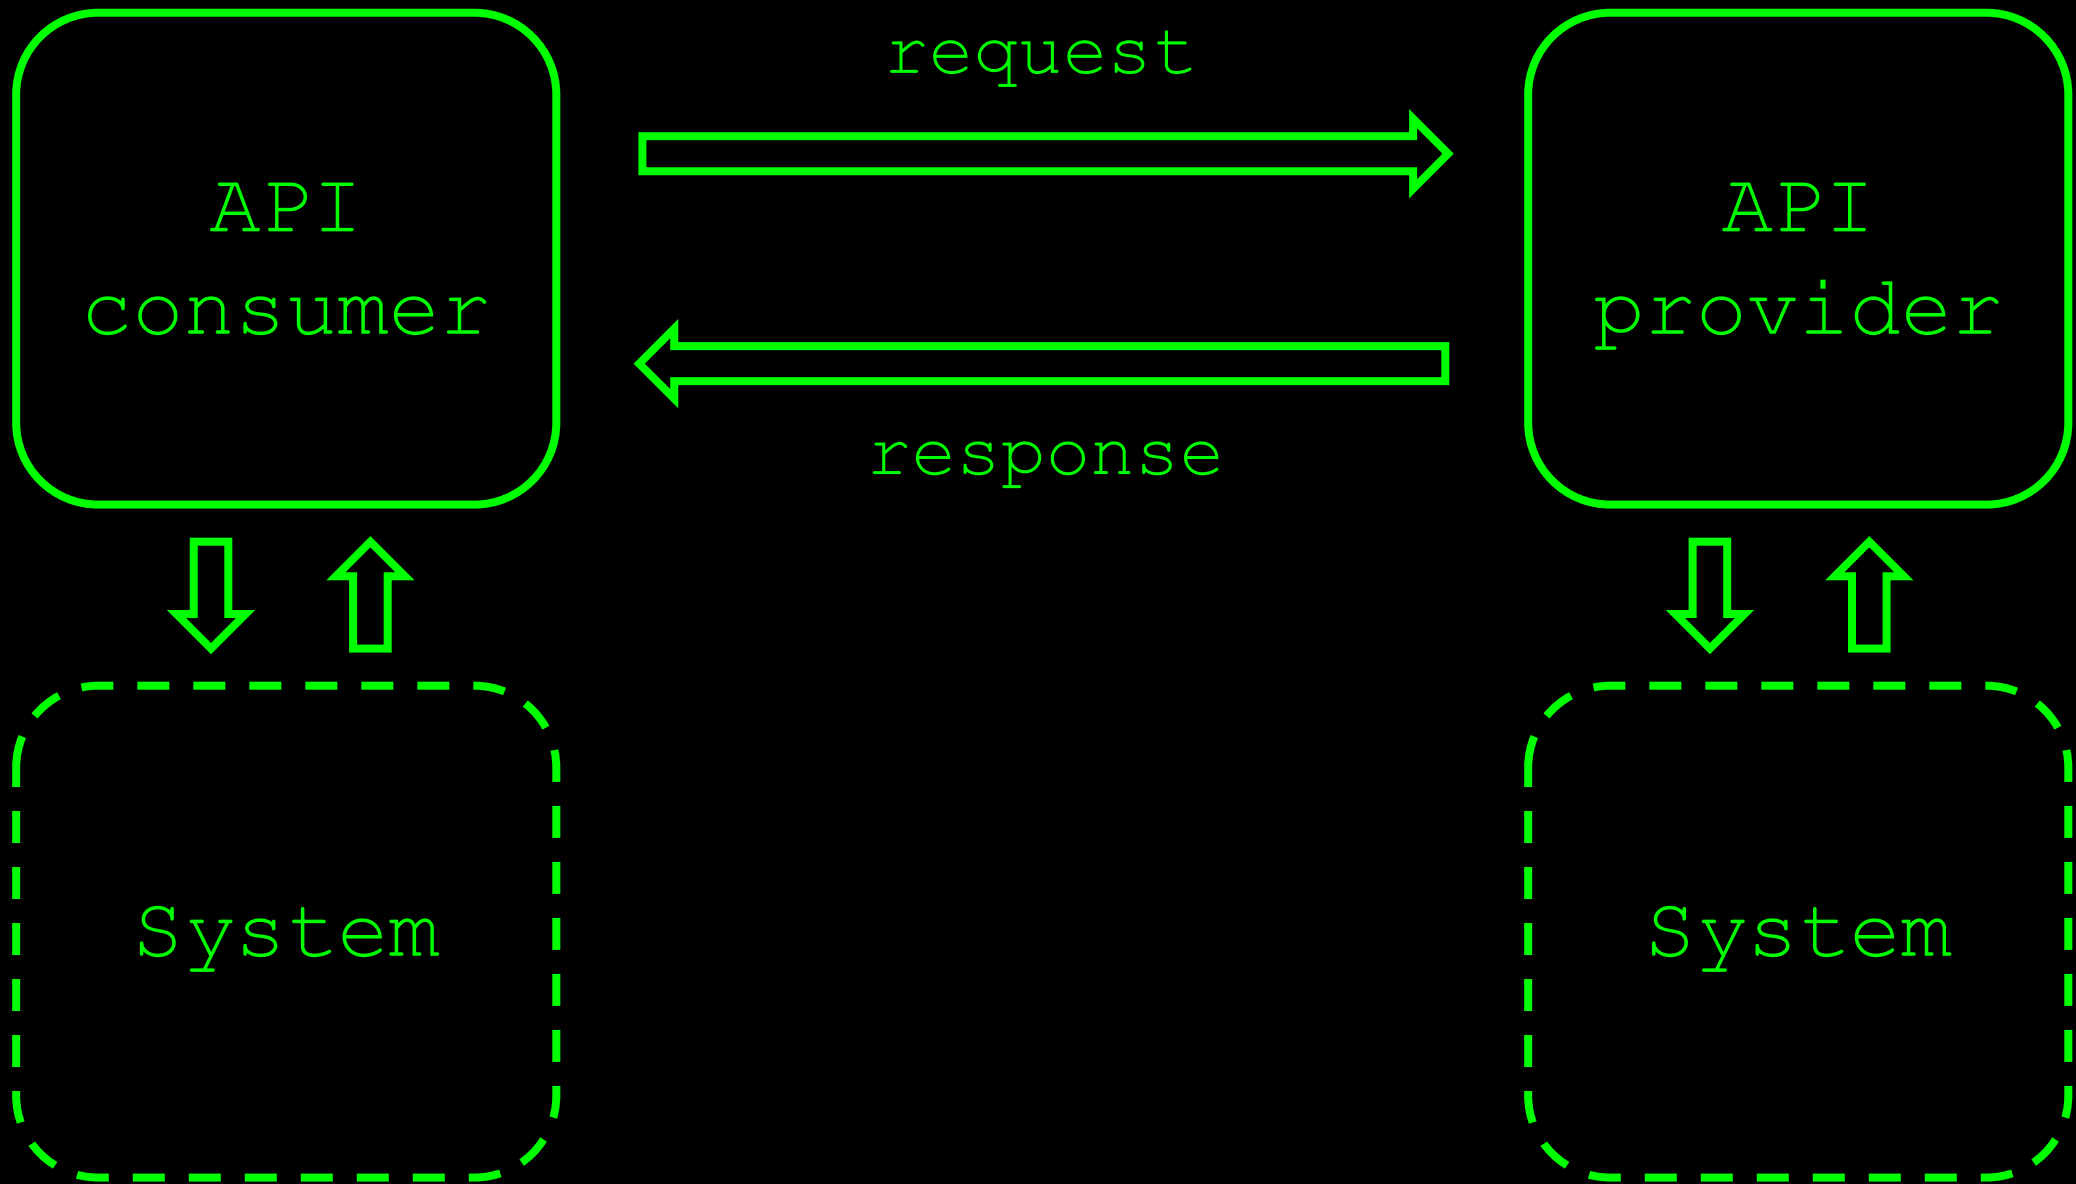 API
consumer
request
response
API
provider
System
System